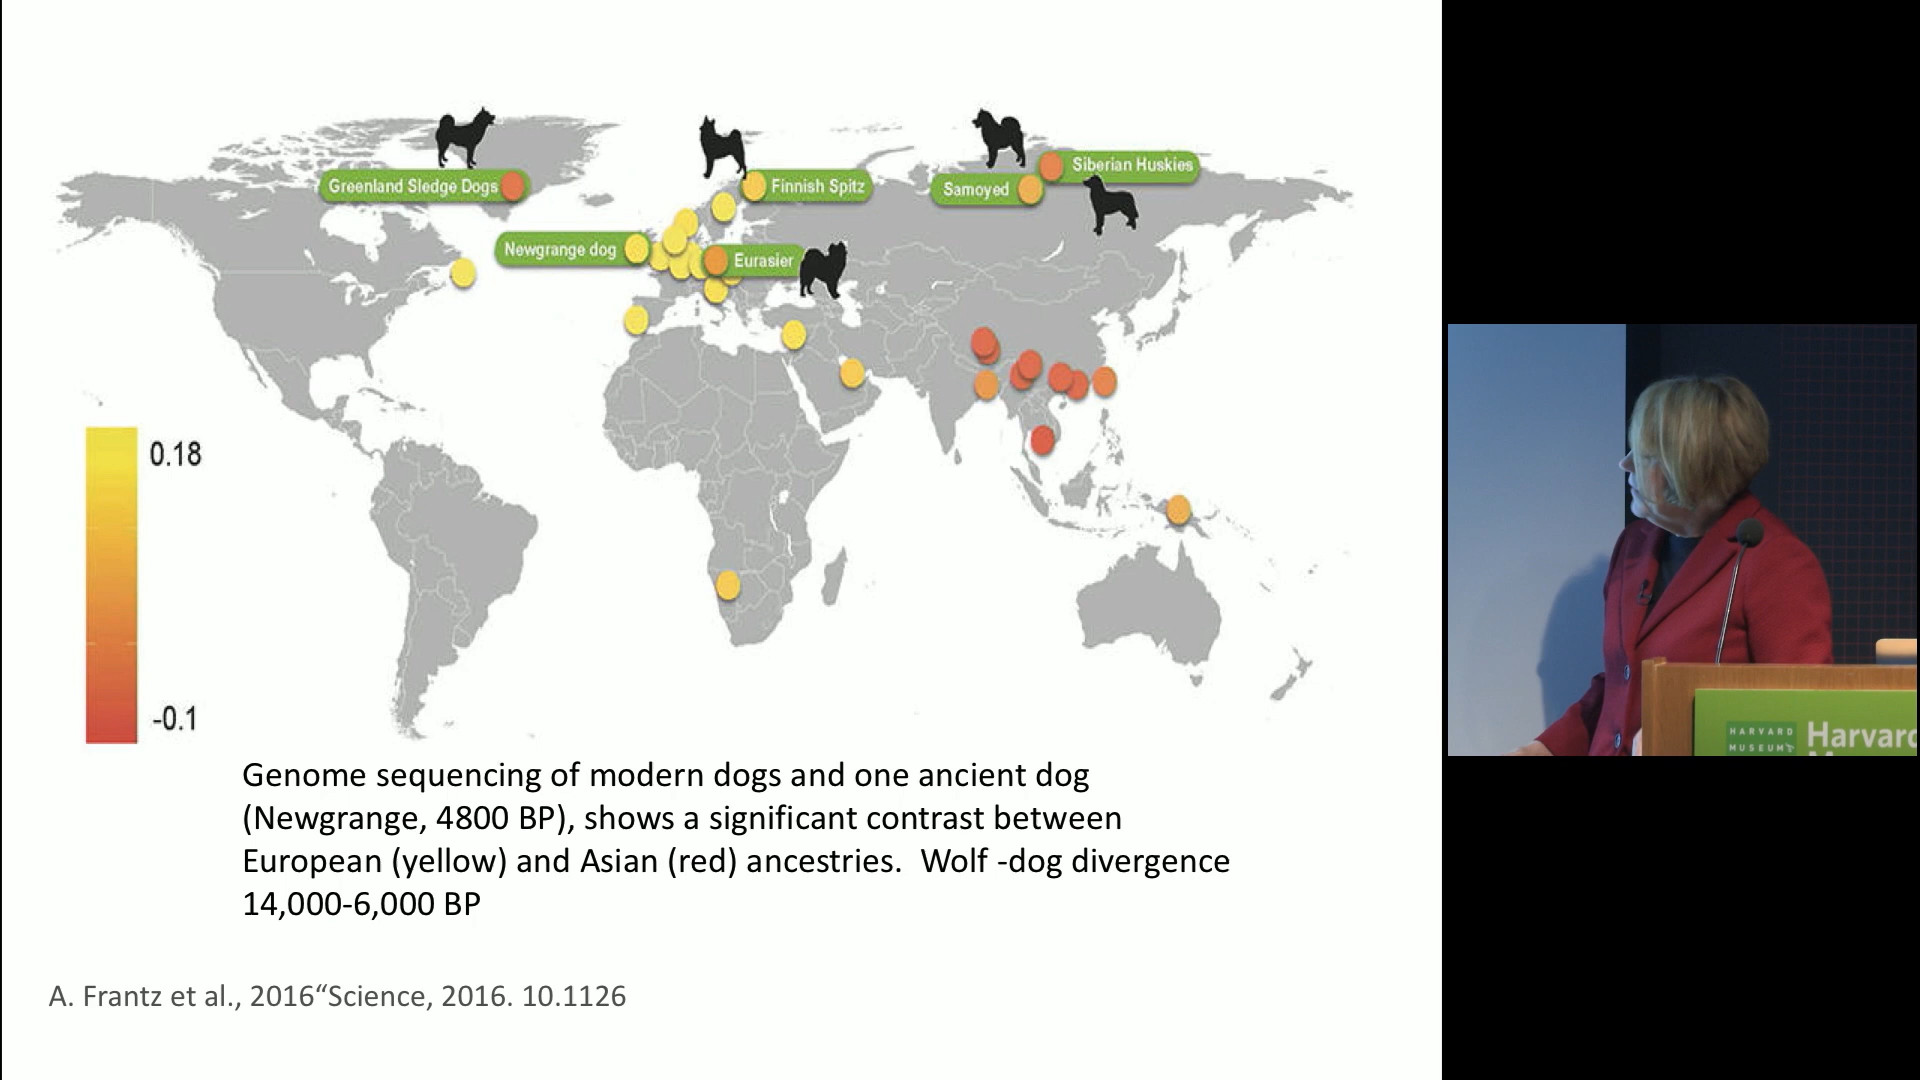 Greenland Sledge Dogs
Finnish Spitz
Siberian Huskies
Samoyed
Newgrange dog
Eurasier
0.18
-0.1
Genome sequencing of modern dogs and one ancient dog
(Newgrange, 4800 BP), shows a significant contrast between
European (yellow) and Asian (red) ancestries.  Wolf -dog divergence
14,000-6,000 BP
A. Frantz et al., 2016“Science, 2016. 10.1126
HARVARD
MUSEUMS
Harvard